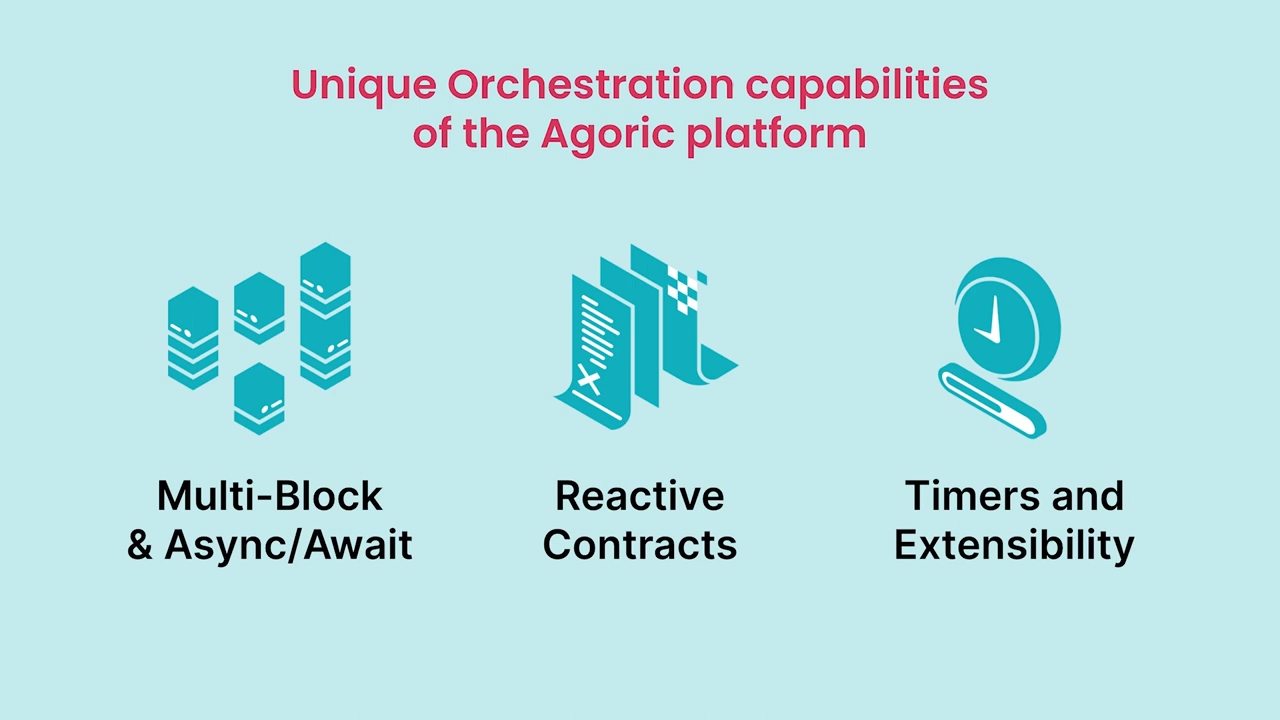 Unique Orchestration capabilities
of the Agoric platform
Multi-Block
& Async/Await
Reactive
Contracts
Timers and
Extensibility